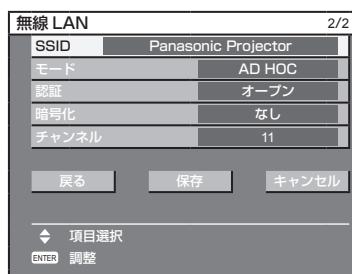 無線 LAN 2/2
SSID Panasonic Projector
モード AD HOC
認証 オープン
暗号化 なし
チャンネル 11
戻る 保存 キャンセル
項目選択
ENTER 調整